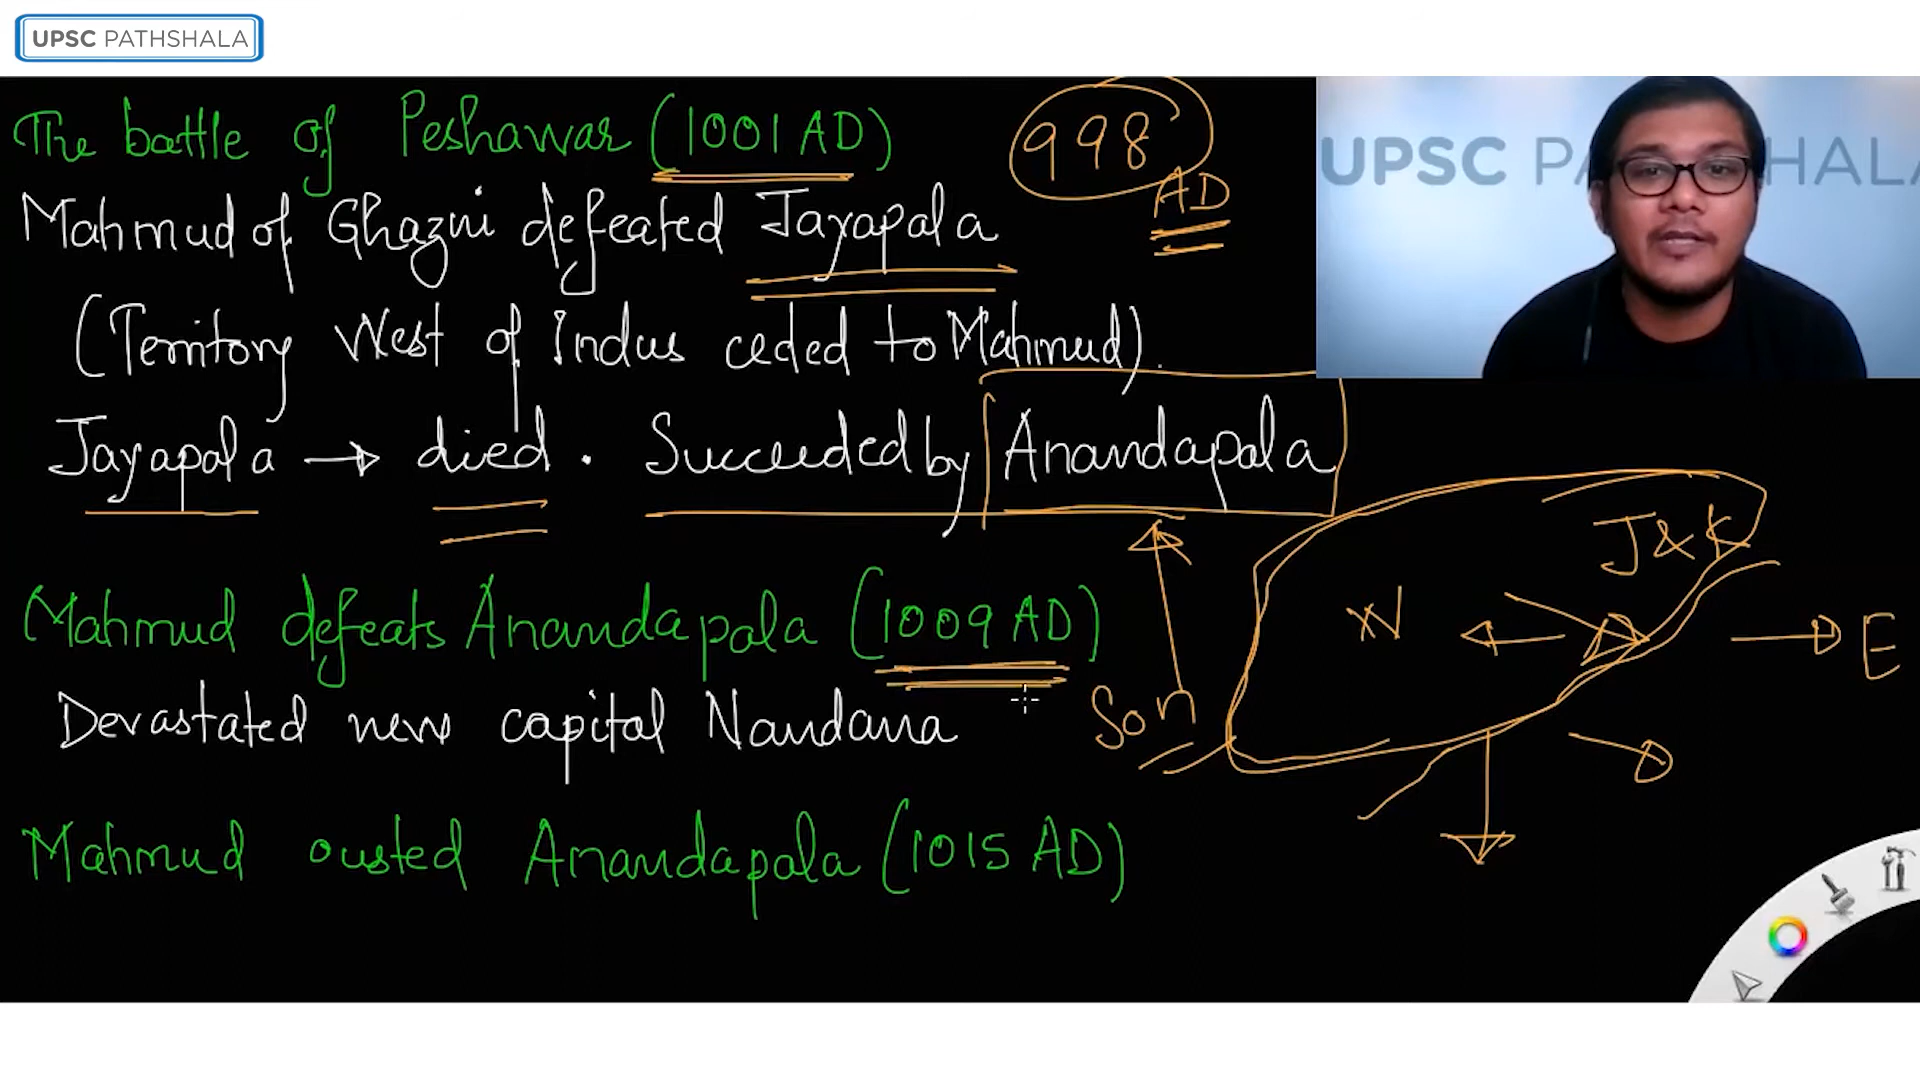 UPSC PATHSHALA
The battle of Peshawar (1001 AD)
998
AD
UPSC PA HALA
Mahmud of Ghazni defeated Jayapala
(Territory West of Indus ceded to Mahmud).
Jayapala → died. Succeeded by Anandapala
J&K
W
E
Mahmud defeats Anandapala (1009 AD)
Son
Devastated new capital Nandana
Mahmud ousted Anandapala (1015 AD)